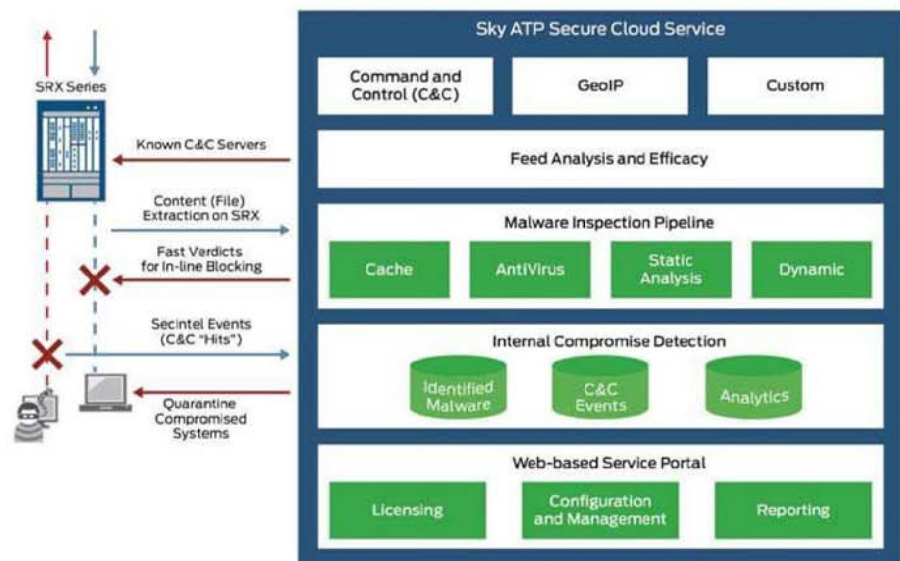 Sky ATP Secure Cloud Service
SRX Series
Command and
Control (C&C)
GeoIP
Custom
Known C&C Servers
Feed Analysis and Efficacy
Content (File)
Extraction on SRX
Malware Inspection Pipeline
Fast Verdicts
for In-line Blocking
Cache
AntiVirus
Static
Analysis
Dynamic
Secintel Events
(C&C "Hits")
Internal Compromise Detection
Identified
Malware
C&C
Events
Analytics
Quarantine
Compromised
Systems
Web-based Service Portal
Licensing
Configuration
and Management
Reporting